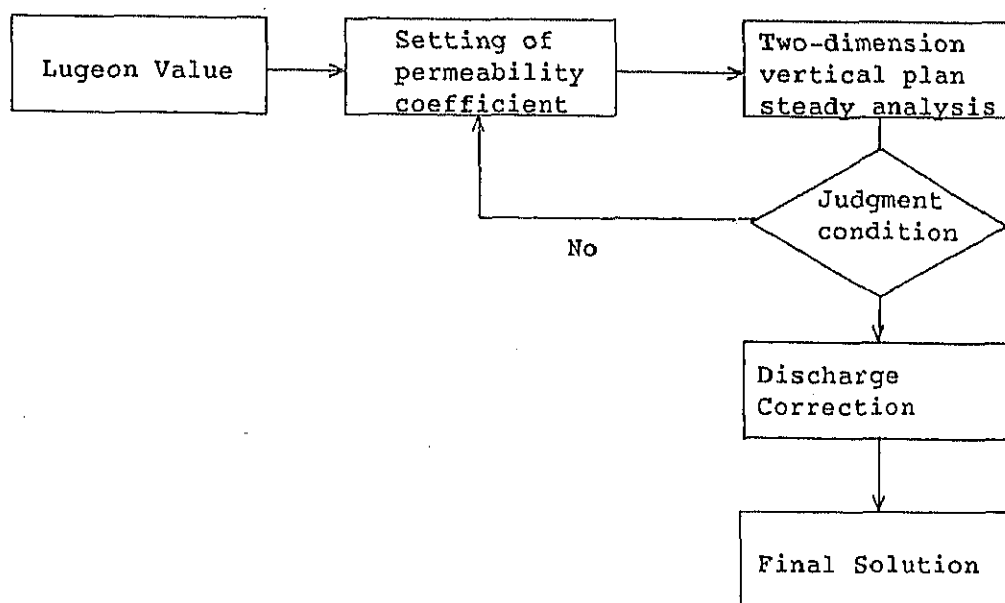 Lugeon Value
Setting of
permeability
coefficient
Two-dimension
vertical plan
steady analysis
Judgment
condition
No
Discharge
Correction
Final Solution